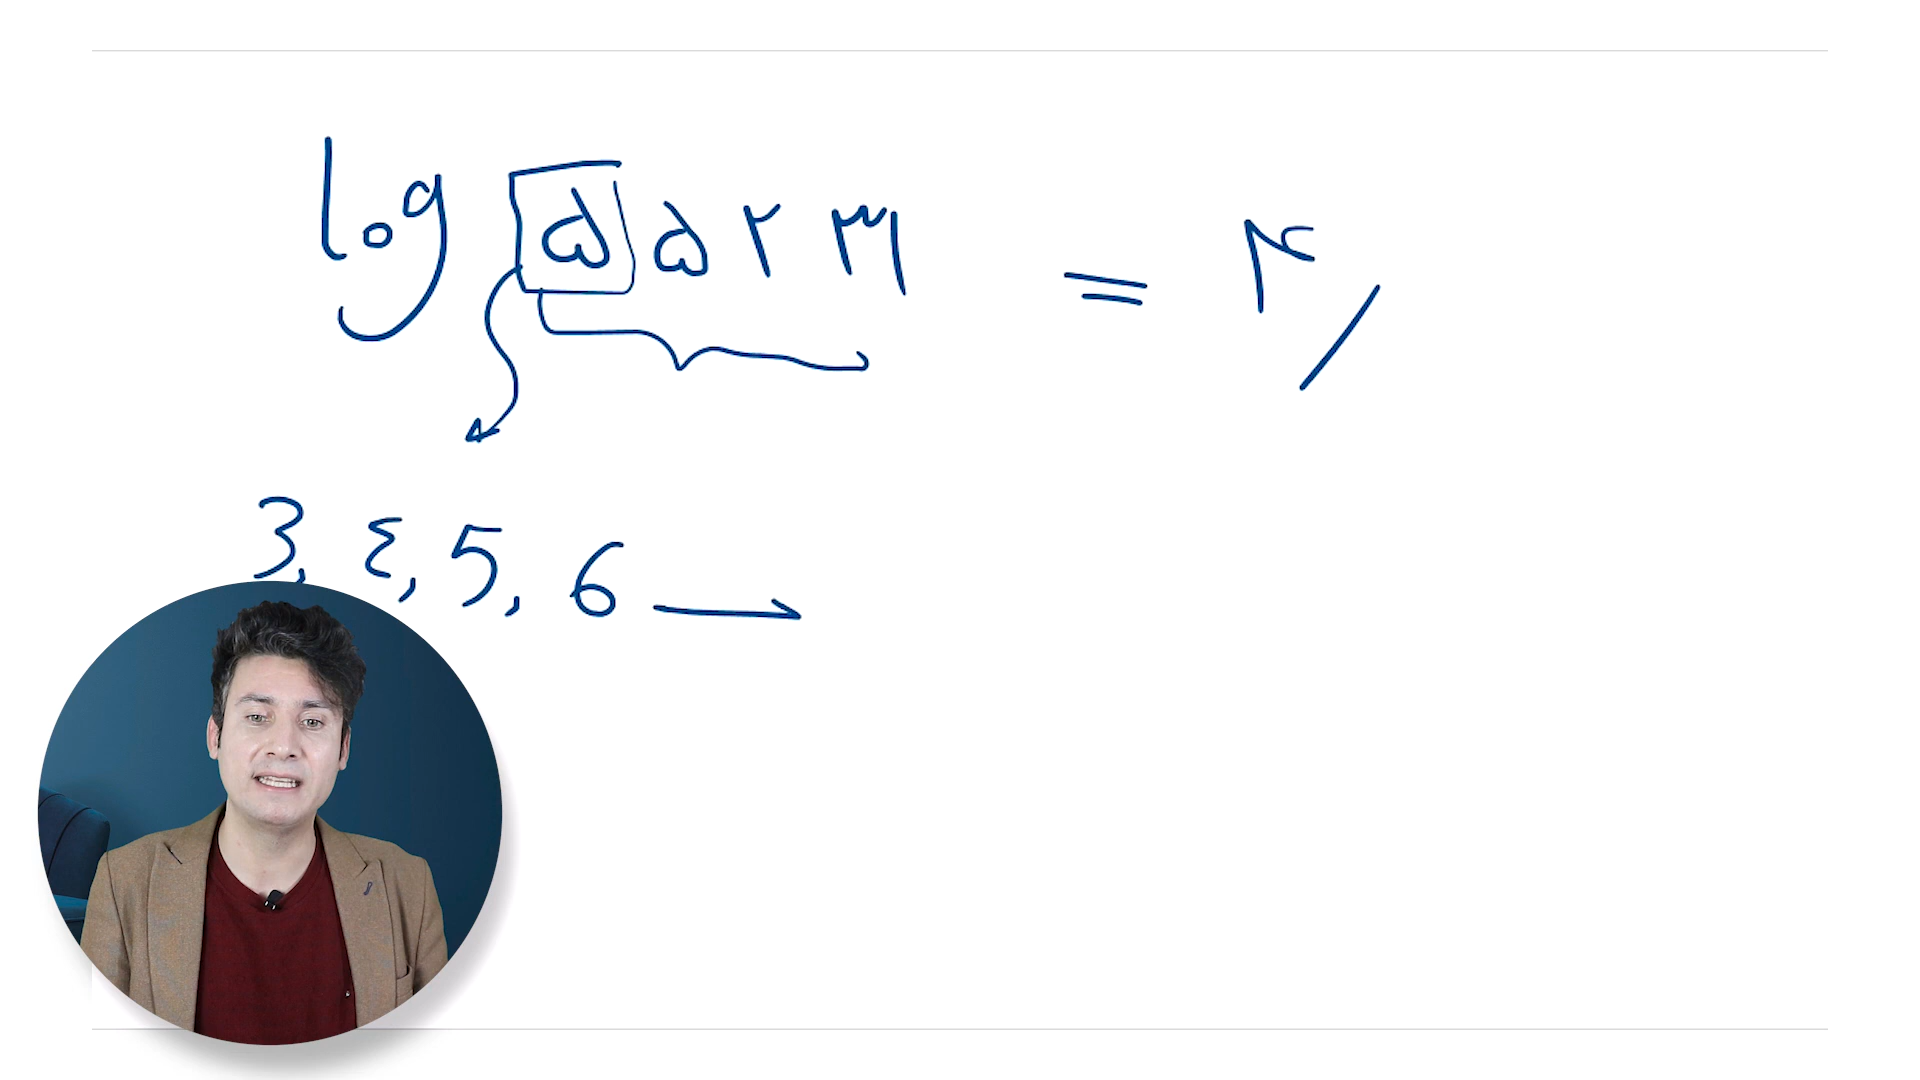 log ۵۵۲۳۱ = ۴/
3, ٤, 5, 6 →